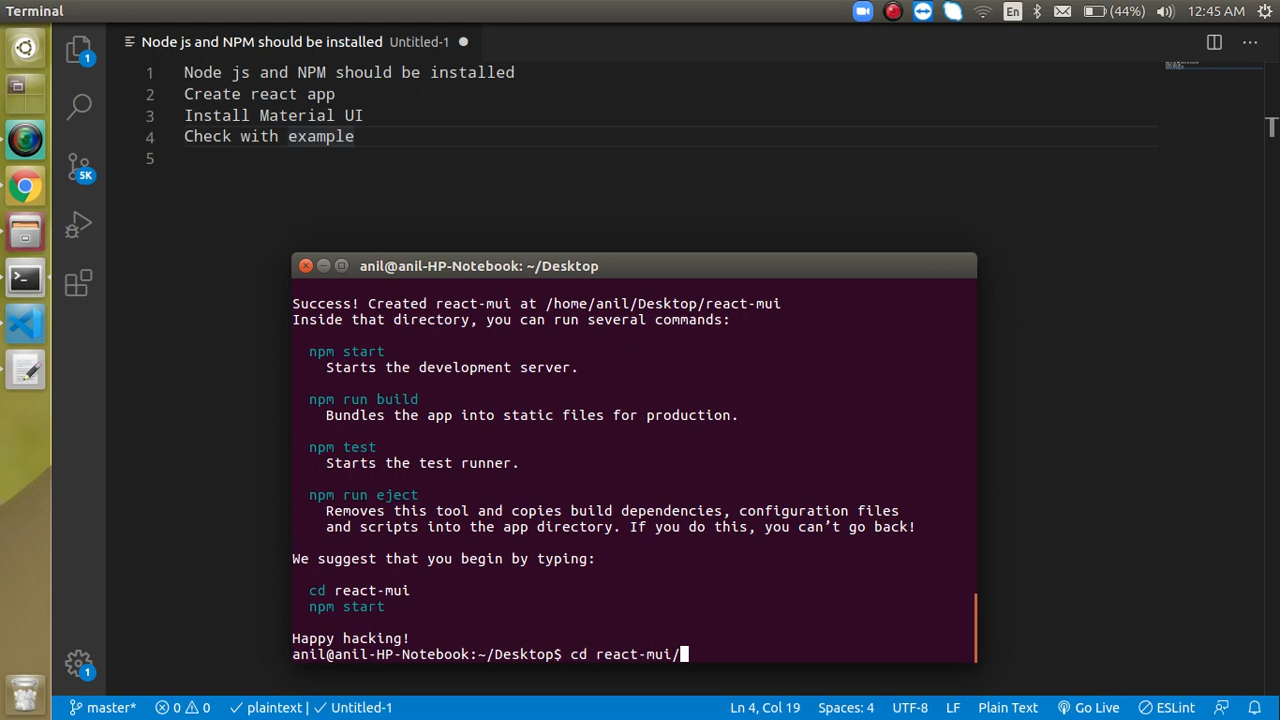 Terminal
En
(44%)
12:45 AM
Node js and NPM should be installed Untitled-1
1 Node js and NPM should be installed
2 Create react app
3 Install Material UI
4 Check with example
5
1
5K
1
anil@anil-HP-Notebook: ~/Desktop
Success! Created react-mui at /home/anil/Desktop/react-mui
Inside that directory, you can run several commands:
npm start
Starts the development server.
npm run build
Bundles the app into static files for production.
npm test
Starts the test runner.
npm run eject
Removes this tool and copies build dependencies, configuration files
and scripts into the app directory. If you do this, you can’t go back!
We suggest that you begin by typing:
cd react-mui
npm start
Happy hacking!
anil@anil-HP-Notebook:~/Desktop$ cd react-mui/
master* 0 0 plaintext | Untitled-1 Ln 4, Col 19 Spaces: 4 UTF-8 LF Plain Text Go Live ESLint